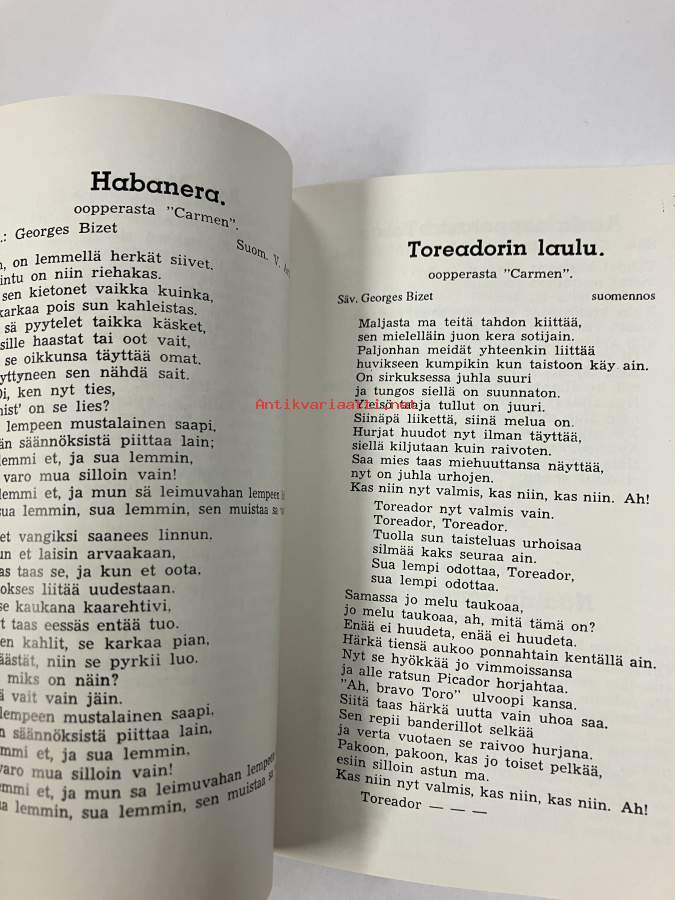 Habanera.
oopperasta "Carmen".
.: Georges Bizet
Suom. V.
, on lemmellä herkät siivet.
intu on niin riehakas.
sen kietonet vaikka kuinka,
karkaa pois sun kahleistas.
sä pyytelet taikka käsket,
sille haastat tai oot vait,
se oikkunsa täyttää omat.
yttyneen sen nähdä sait.
Oi, ken nyt ties,
nist' on se lies?
lempeen mustalainen saapi,
än säännöksistä piittaa lain;
lemmi et, ja sua lemmin,
varo mua silloin vain!
lemmi et, ja mun sä leimuvahan lempeen
sua lemmin, sua lemmin, sen muistaa sa
et vangiksi saanees linnun.
un et laisin arvaakaan,
as taas se, ja kun et oota,
okses liitää uudestaan.
se kaukana kaarehtivi,
t taas eessäs entää tuo.
en kahlit, se karkaa pian,
äästät, niin se pyrkii luo.
miks on näin?
ä vait vain jäin.
lempeen mustalainen saapi,
n säännöksistä piittaa lain,
emmi et, ja sua lemmin,
varo mua silloin vain!
emmi et, ja mun sa leimuvahan lempeen
ua lemmin, sua lemmin, sen muistaa sa
Toreadorin laulu.
oopperasta "Carmen".
Säv. Georges Bizet
suomennos
Maljasta ma teitä tahdon kiittää,
sen mielelläin juon kera sotijain.
Paljonhan meidät yhteenkin liittää
huvikseen kumpikin kun taistoon käy ain.
On sirkuksessa juhla suuri
ja tungos siellä on suunnaton.
Yleisö taaja tullut on juuri.
Siinäpä liikettä, siinä melua on.
Hurjat huudot nyt ilman täyttää,
siellä kiljutaan kuin raivoten.
Saa mies taas miehuuttansa näyttää,
nyt on juhla urhojen.
Kas niin nyt valmis, kas niin, kas niin. Ah!
Toreador nyt valmis vain.
Toreador, Toreador.
Tuolla sun taisteluas urhoisaa
silmää kaks seuraa ain.
Sua lempi odottaa, Toreador,
sua lempi odottaa.
Samassa jo melu taukoaa,
jo melu taukoaa, ah, mitä tämä on?
Enää ei huudeta, enää ei huudeta.
Härkä tiensä aukoo ponnahtain kentällä ain.
Nyt se hyökkää jo vimmoissansa
ja alle ratsun Picador horjahtaa.
"Ah, bravo Toro" ulvoopi kansa.
Siitä taas härkä uutta vain uhoa saa.
Sen repii banderillot selkää
ja verta vuotaen se raivoo hurjana.
Pakoon, pakoon, kas jo toiset pelkää,
esiin silloin astun ma.
Kas niin nyt valmis, kas niin, kas niin. Ah!
Toreador — — —
Antikvariaatti.net